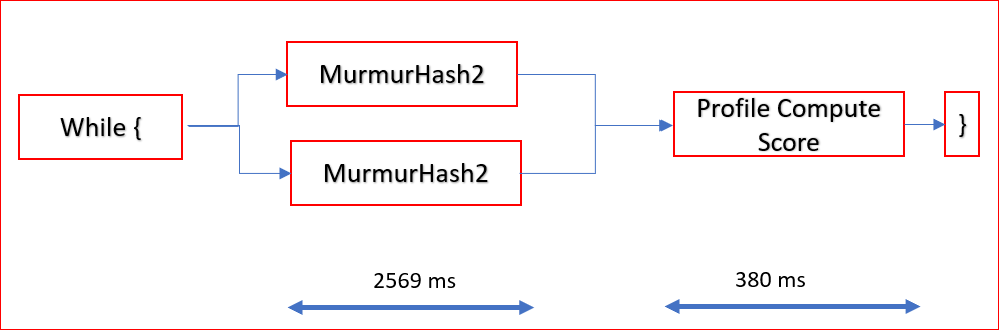 While {
MurmurHash2
MurmurHash2
Profile Compute
Score
}
2569 ms
380 ms